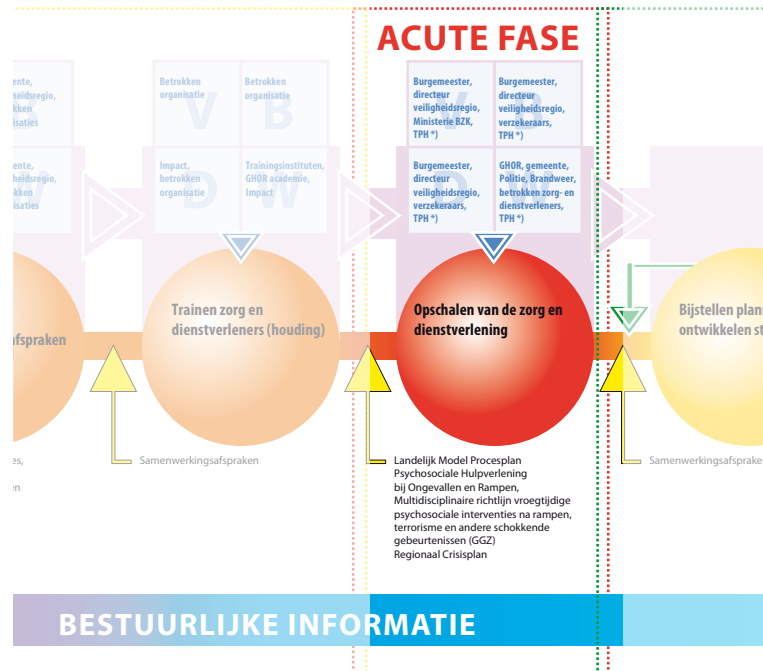 ACUTE FASE
Betrokken
organisatie
V
Betrokken
organisatie
B
Burgemeester,
directeur
veiligheidsregio,
Ministerie BZK,
TPH *)
V
Burgemeester,
directeur
veiligheidsregio,
verzekeraars,
TPH *)
B
Impact,
betrokken
organisatie
D
Trainingsinstituten,
GHOR academie,
Impact
W
Burgemeester,
directeur
veiligheidsregio,
verzekeraars,
TPH *)
D
GHOR, gemeente,
Politie, Brandweer,
betrokken zorg- en
dienstverleners,
TPH *)
W
afspraken
Trainen zorg en
dienstverleners (houding)
Opschalen van de zorg en
dienstverlening
Bijstellen
ontwikkelen
Samenwerkingsafspraken
Landelijk Model Procesplan
Psychosociale Hulpverlening
bij Ongevallen en Rampen,
Multidisciplinaire richtlijn vroegtijdige
psychosociale interventies na rampen,
terrorisme en andere schokkende
gebeurtenissen (GGZ)
Regionaal Crisisplan
Samenwerkingsafspraken
BESTUURLIJKE INFORMATIE